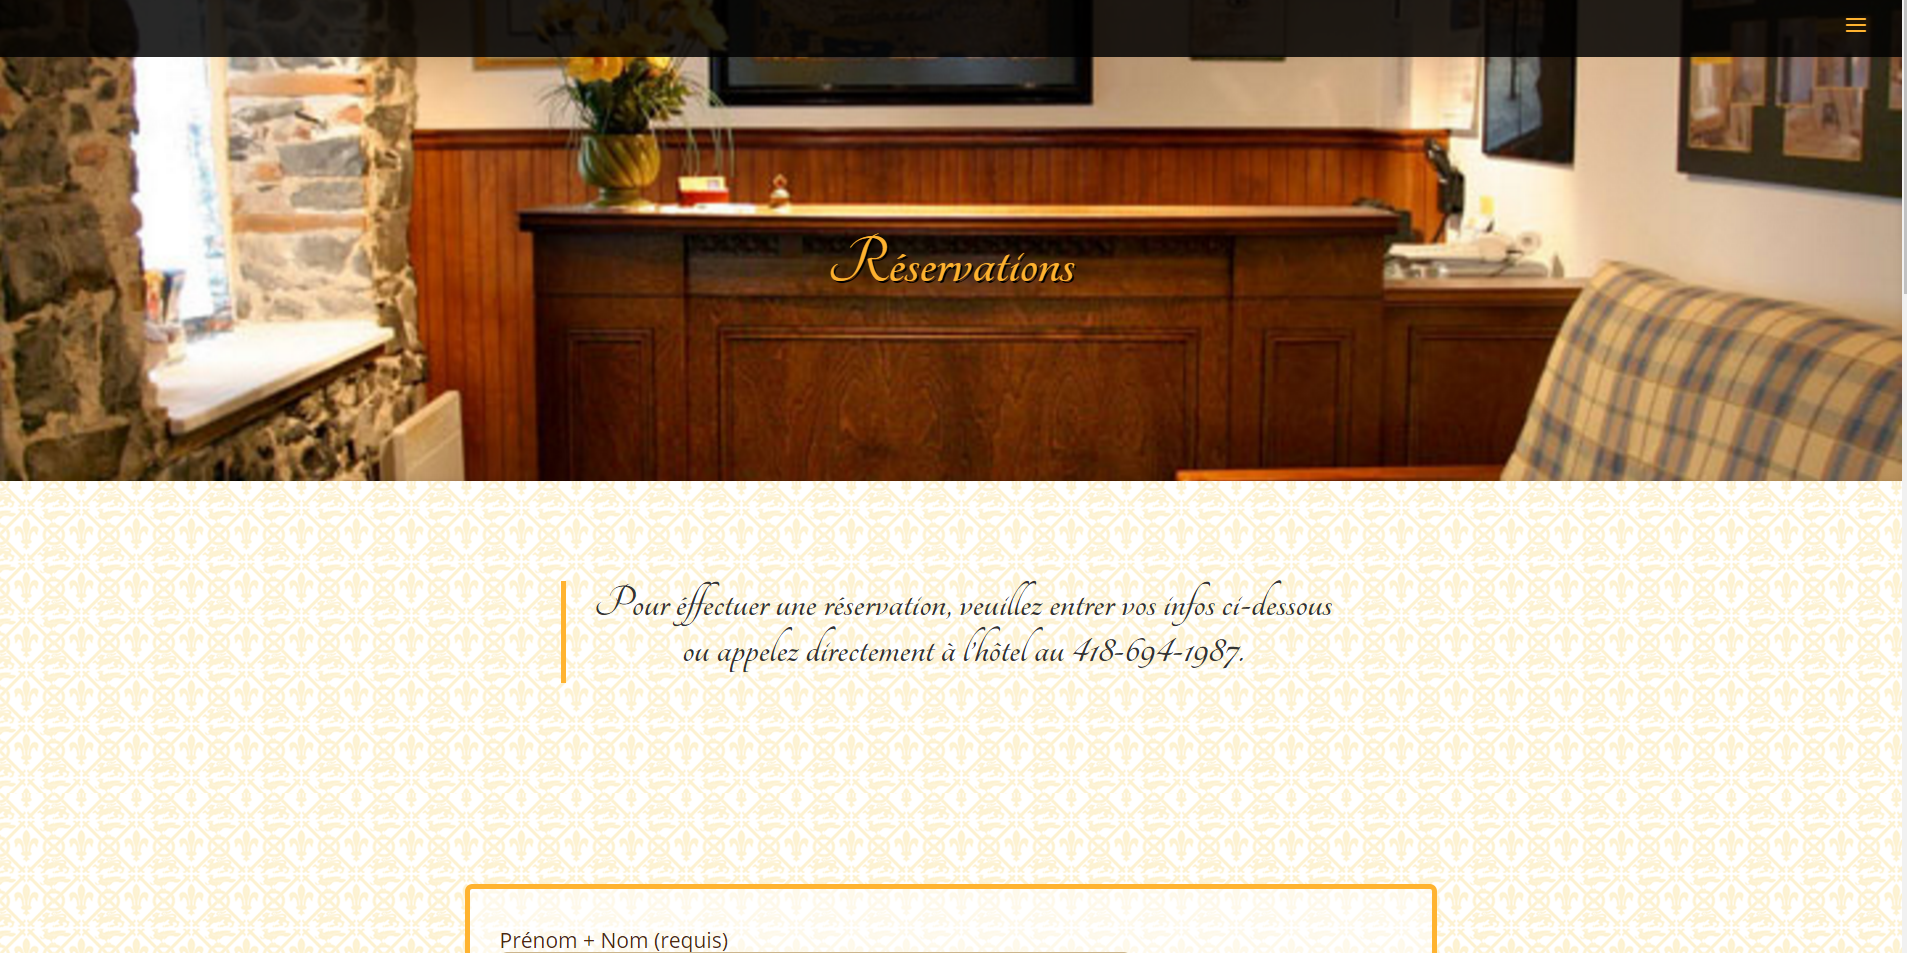 Réservations
Pour éffectuer une réservation, veuillez entrer vos infos ci-dessous
ou appelez directement à l'hôtel au 418-694-1987.
Prénom + Nom (requis)